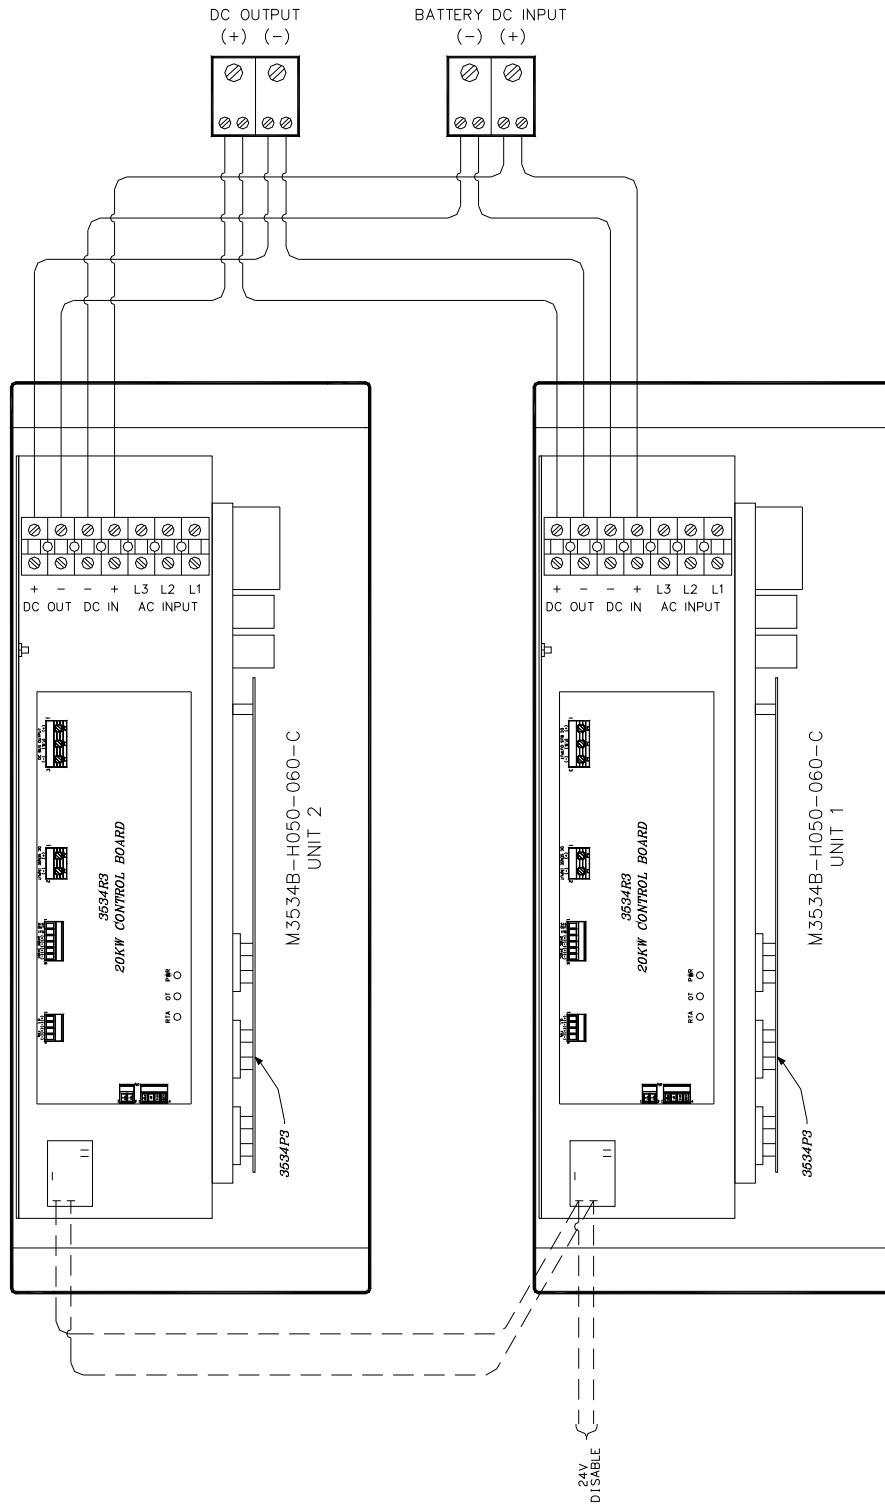 DC OUTPUT
(+) (-)
BATTERY DC INPUT
(-) (+)
+ - - + L3 L2 L1
DC OUT DC IN AC INPUT
+ - - + L3 L2 L1
DC OUT DC IN AC INPUT
3534R3
20KW CONTROL BOARD
PWR
OT
RTA
M3534B-H050-060-C
UNIT 2
3534P3
3534R3
20KW CONTROL BOARD
PWR
OT
RTA
M3534B-H050-060-C
UNIT 1
3534P3
24V
DISABLE